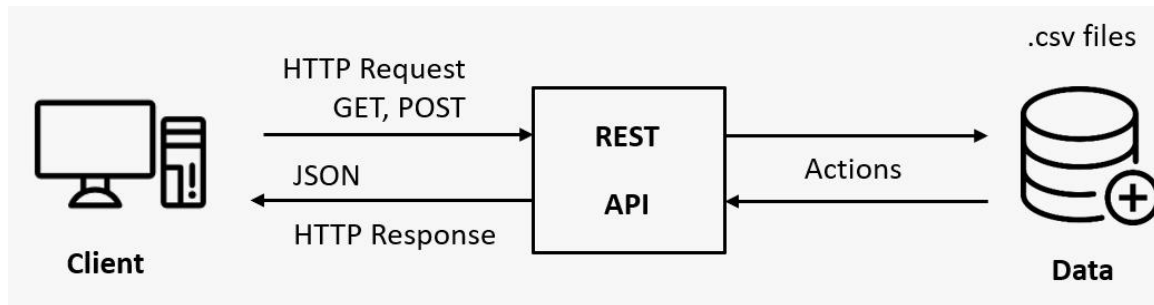 .csv files
HTTP Request
GET, POST
REST
API
JSON
HTTP Response
Actions
Client
Data